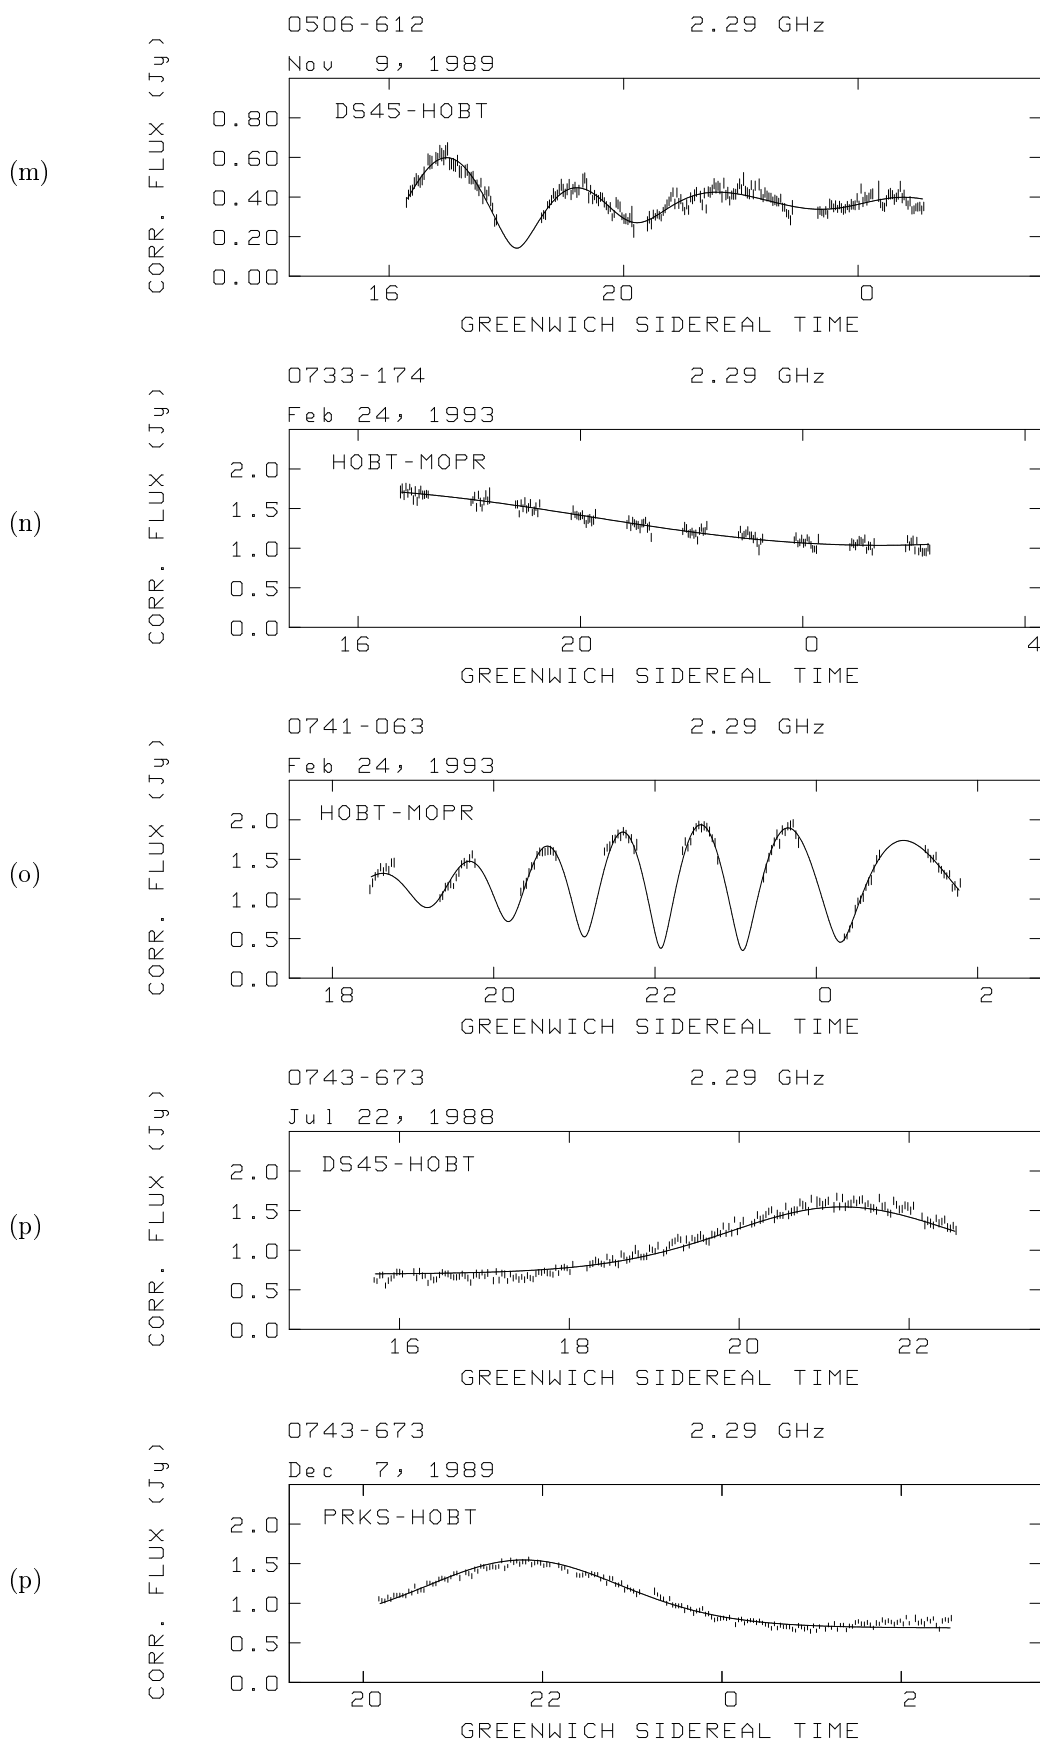 0506-612 2.29 GHz
Nov 9, 1989
(m)
CORR. FLUX (Jy)
DS45-HOBT
0.80
0.60
0.40
0.20
0.00
16 20 0
GREENWICH SIDEREAL TIME
0733-174 2.29 GHz
Feb 24, 1993
(n)
CORR. FLUX (Jy)
HOBT-MOPR
2.0
1.5
1.0
0.5
0.0
16 20 0 4
GREENWICH SIDEREAL TIME
0741-063 2.29 GHz
Feb 24, 1993
(o)
CORR. FLUX (Jy)
HOBT-MOPR
2.0
1.5
1.0
0.5
0.0
18 20 22 0 2
GREENWICH SIDEREAL TIME
0743-673 2.29 GHz
Jul 22, 1988
(p)
CORR. FLUX (Jy)
DS45-HOBT
2.0
1.5
1.0
0.5
0.0
16 18 20 22
GREENWICH SIDEREAL TIME
0743-673 2.29 GHz
Dec 7, 1989
(p)
CORR. FLUX (Jy)
PRKS-HOBT
2.0
1.5
1.0
0.5
0.0
20 22 0 2
GREENWICH SIDEREAL TIME